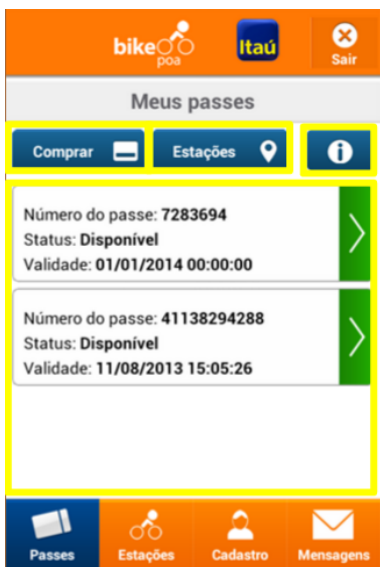 bike poa Itaú Sair
Meus passes
Comprar Estações i
Número do passe: 7283694
Status: Disponível
Validade: 01/01/2014 00:00:00
Número do passe: 41138294288
Status: Disponível
Validade: 11/08/2013 15:05:26
Passes Estações Cadastro Mensagens